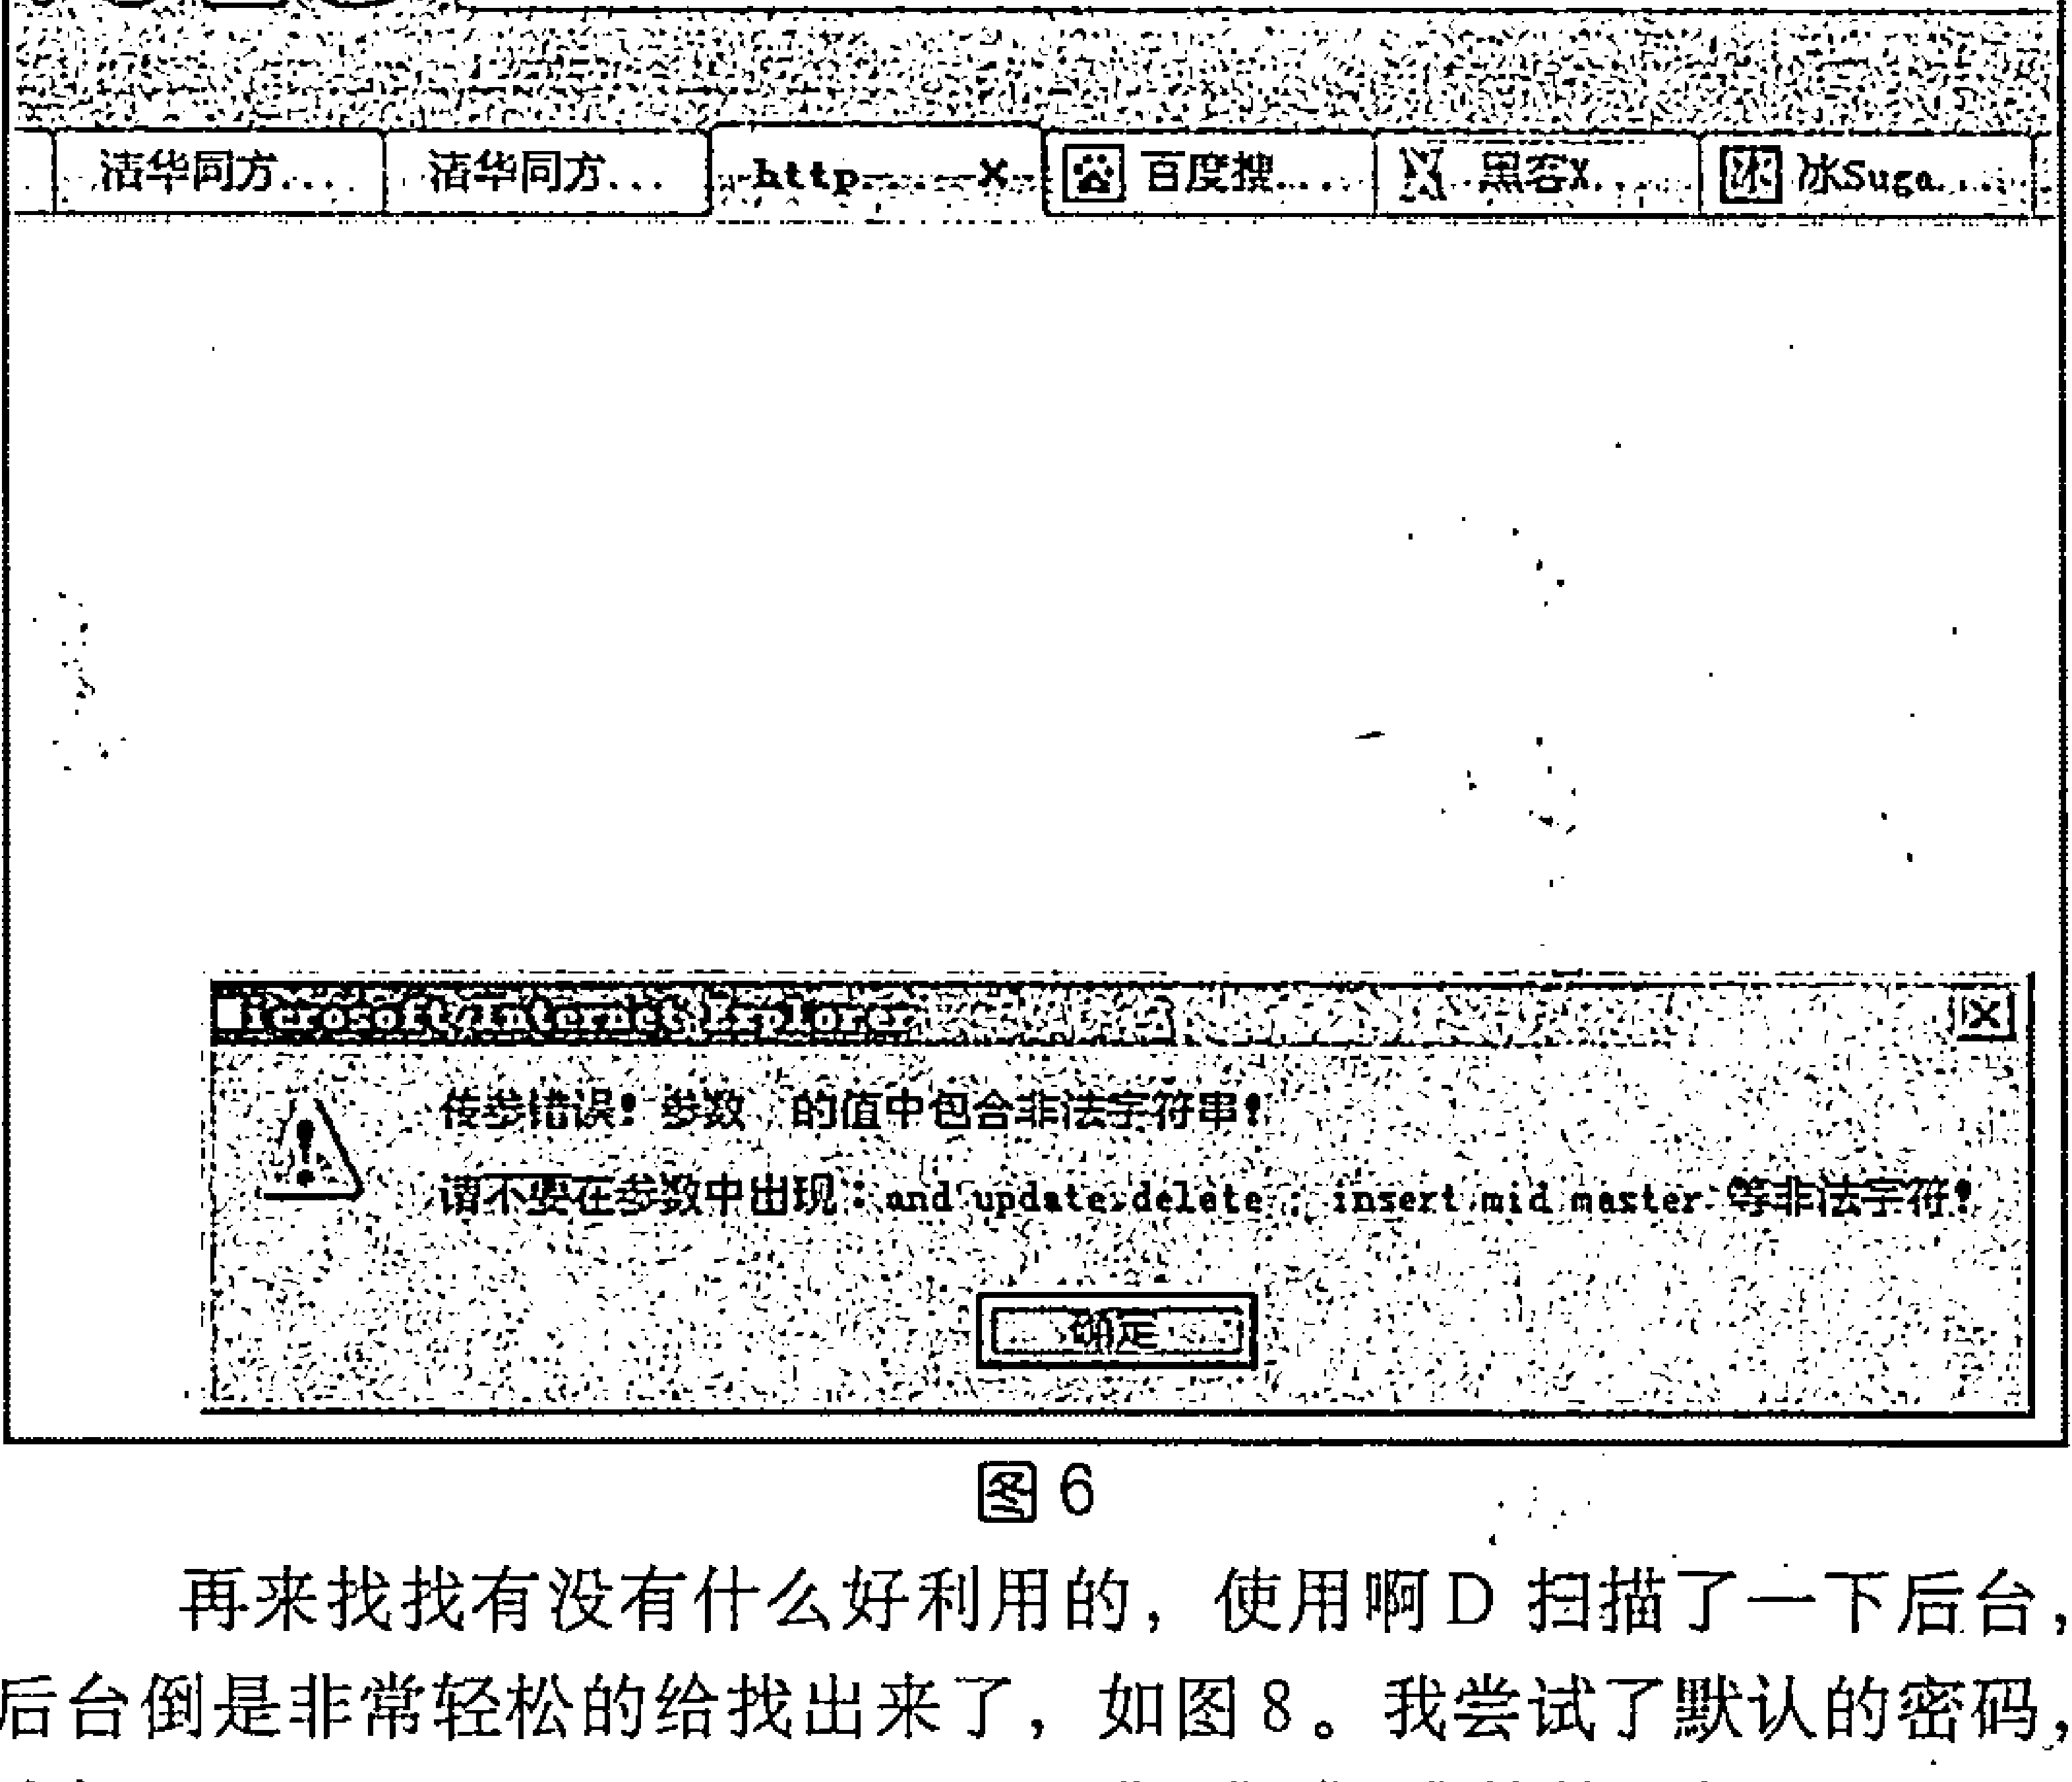 清华同方... 清华同方... http × 百度搜... 黑客X... 冰Suga...
Microsoft Internet Explorer
传参错误！参数 的值中包含非法字符串！
请不要在参数中出现：and update delete ; insert mid master 等非法字符！
确定
图 6
再来找找有没有什么好利用的，使用啊D 扫描了一下后台，
后台倒是非常轻松的给找出来了，如图 8。我尝试了默认的密码，